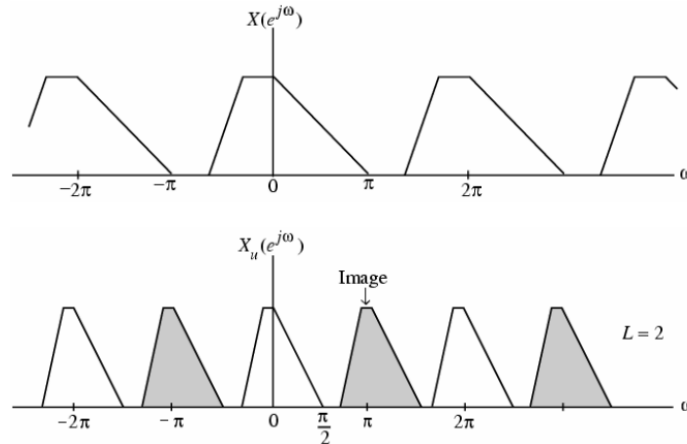 X(e^{jω})
−2π −π 0 π 2π ω
X_u(e^{jω})
Image
L = 2
−2π −π 0 π/2 π 2π ω